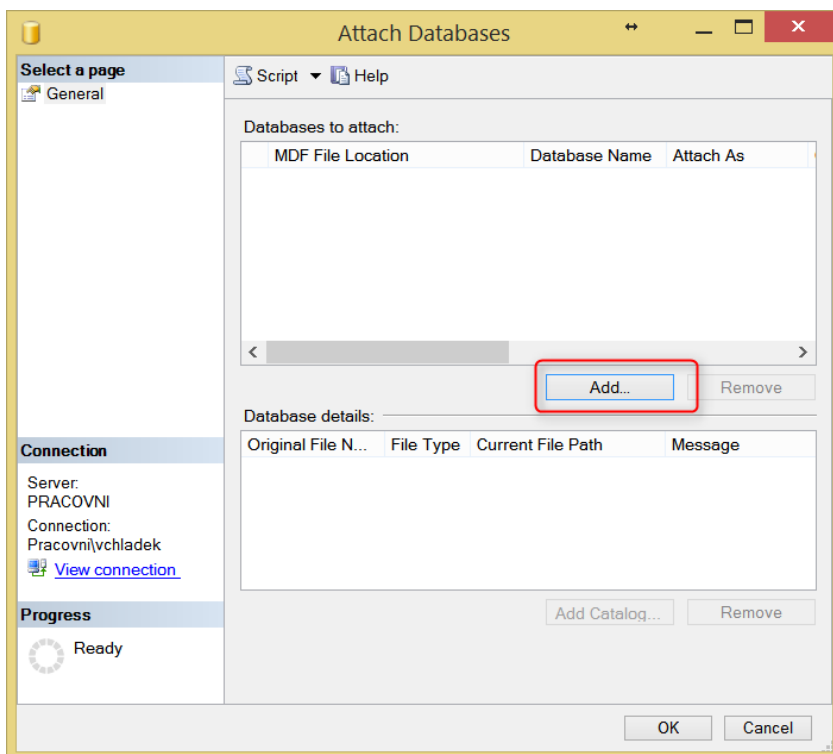 Attach Databases
Select a page
General
Script Help
Databases to attach:
MDF File Location Database Name Attach As
Add...
Remove
Database details:
Original File N... File Type Current File Path Message
Add Catalog... Remove
Connection
Server:
PRACOVNI
Connection:
Pracovni\vchladek
View connection
Progress
Ready
OK Cancel